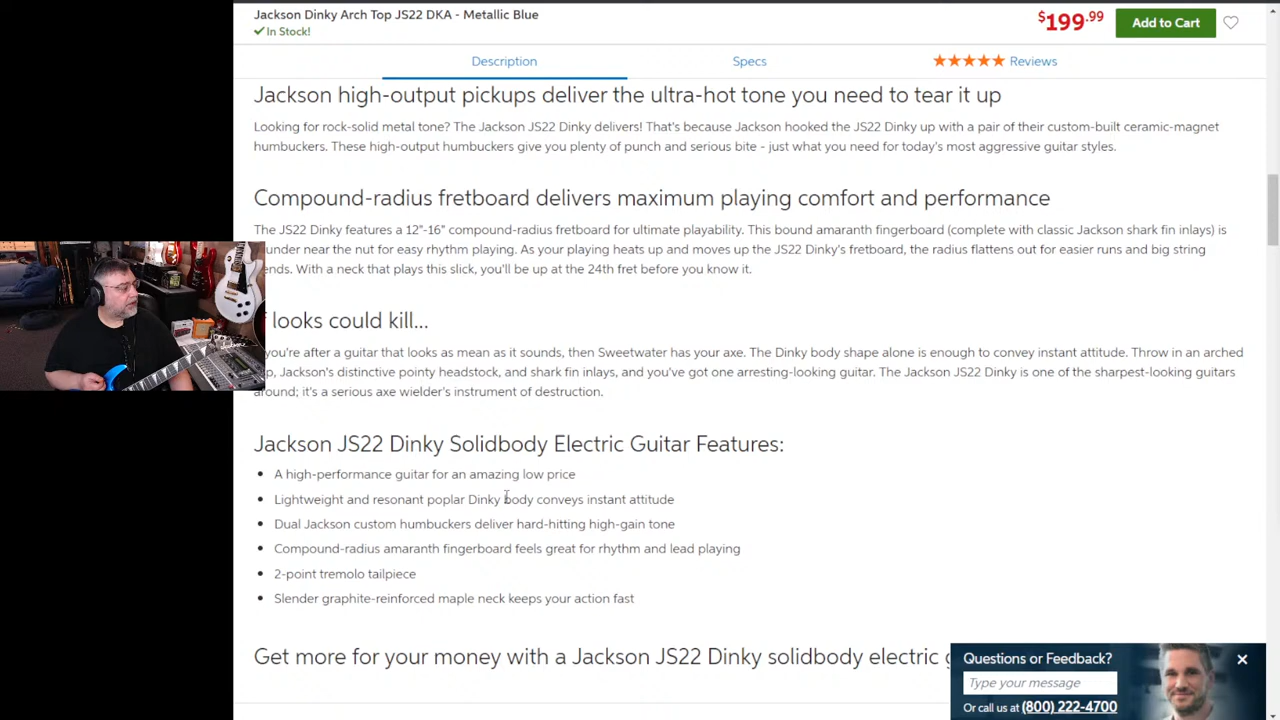 Jackson Dinky Arch Top JS22 DKA - Metallic Blue
In Stock!
$199.99
Add to Cart
Description
Specs
Reviews
Jackson high-output pickups deliver the ultra-hot tone you need to tear it up
Looking for rock-solid metal tone? The Jackson JS22 Dinky delivers! That's because Jackson hooked the JS22 Dinky up with a pair of their custom-built ceramic-magnet
humbuckers. These high-output humbuckers give you plenty of punch and serious bite - just what you need for today's most aggressive guitar styles.
Compound-radius fretboard delivers maximum playing comfort and performance
The JS22 Dinky features a 12"-16" compound-radius fretboard for ultimate playability. This bound amaranth fingerboard (complete with classic Jackson shark fin inlays) is
under near the nut for easy rhythm playing. As your playing heats up and moves up the JS22 Dinky's fretboard, the radius flattens out for easier runs and big string
ends. With a neck that plays this slick, you'll be up at the 24th fret before you know it.
looks could kill...
you're after a guitar that looks as mean as it sounds, then Sweetwater has your axe. The Dinky body shape alone is enough to convey instant attitude. Throw in an arched
p, Jackson's distinctive pointy headstock, and shark fin inlays, and you've got one arresting-looking guitar. The Jackson JS22 Dinky is one of the sharpest-looking guitars
around; it's a serious axe wielder's instrument of destruction.
Jackson JS22 Dinky Solidbody Electric Guitar Features:
• A high-performance guitar for an amazing low price
• Lightweight and resonant poplar Dinky body conveys instant attitude
• Dual Jackson custom humbuckers deliver hard-hitting high-gain tone
• Compound-radius amaranth fingerboard feels great for rhythm and lead playing
• 2-point tremolo tailpiece
• Slender graphite-reinforced maple neck keeps your action fast
Get more for your money with a Jackson JS22 Dinky solidbody electric
Questions or Feedback?
Type your message
Or call us at (800) 222-4700